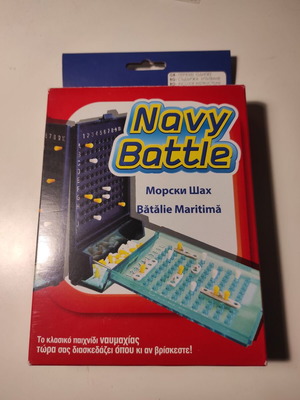 Navy
Battle
Морски Шах
Bătălie Maritimă
Το κλασικό παιχνίδι ναυμαχίας
τώρα σας διασκεδάζει όπου κι αν βρίσκεστε!